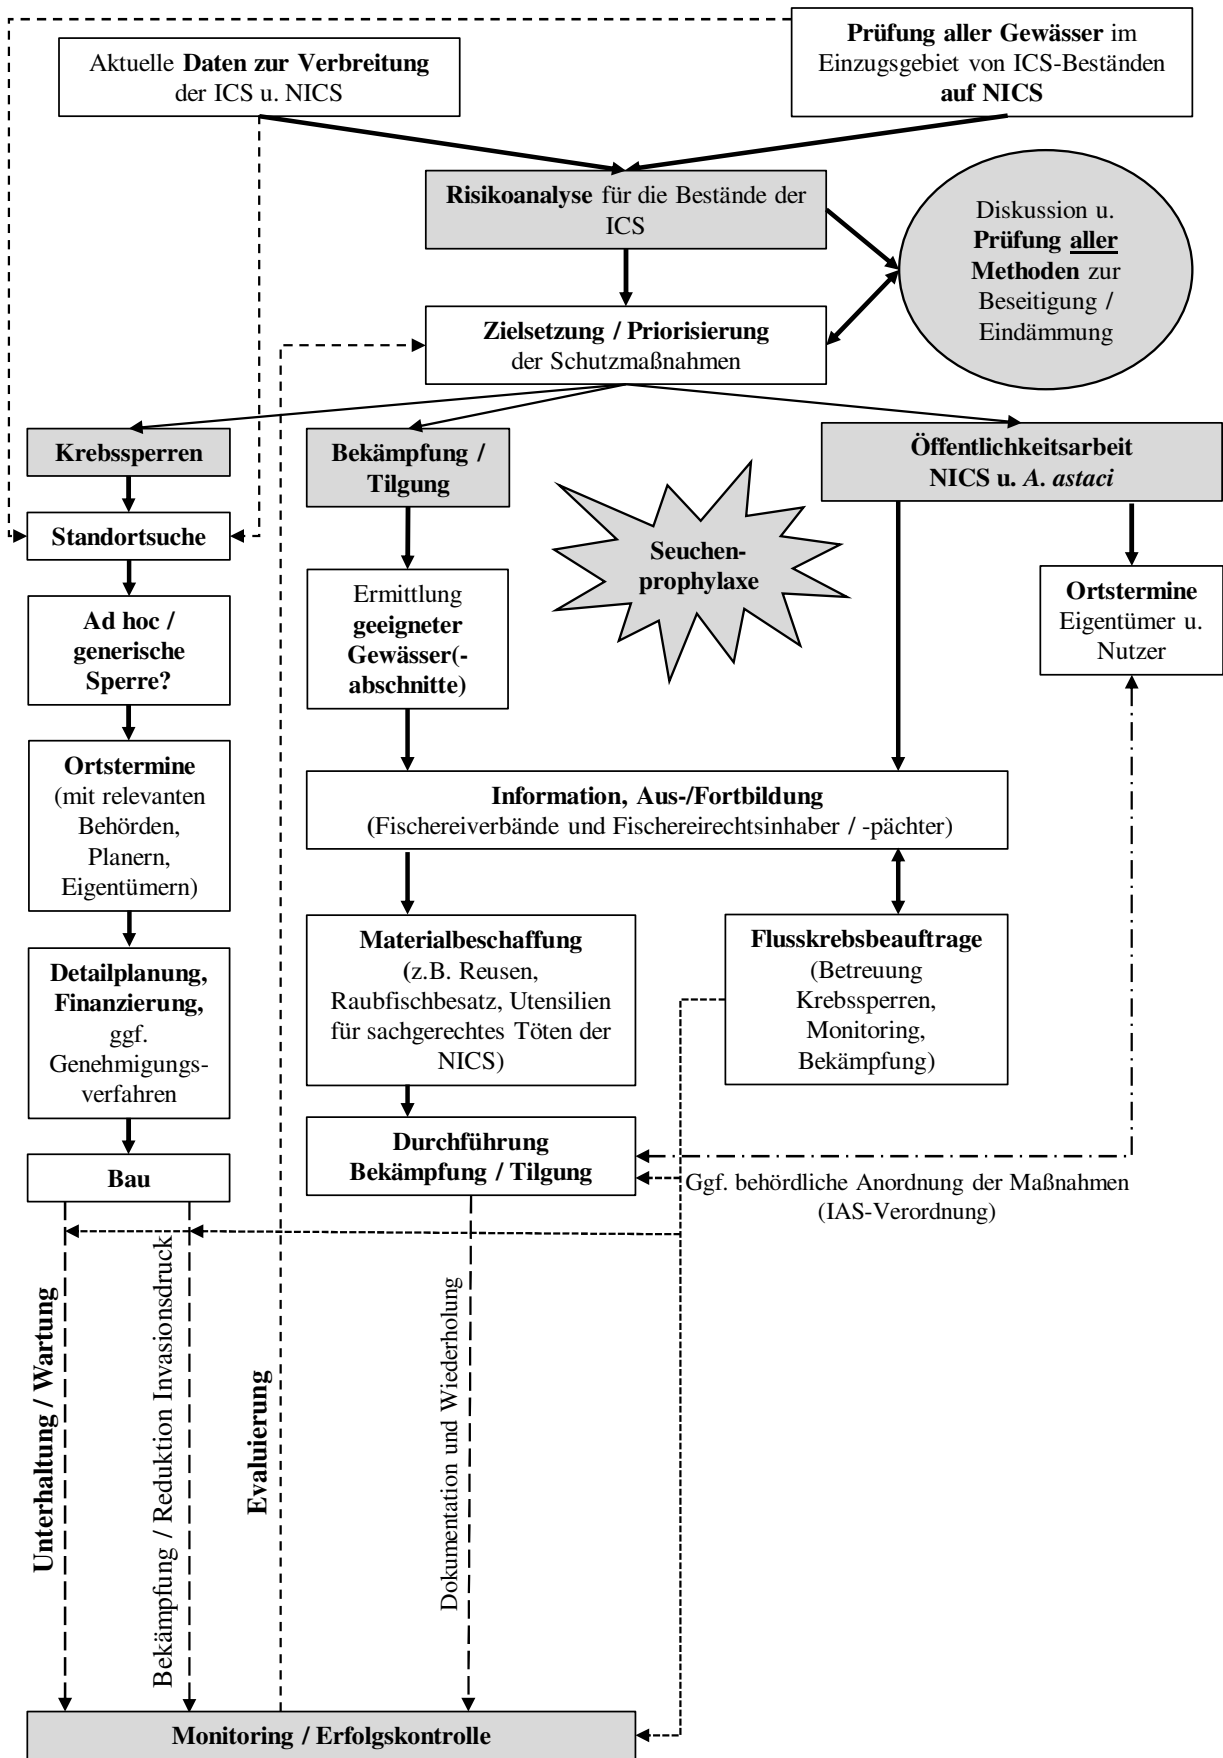 Aktuelle Daten zur Verbreitung
der ICS u. NICS
Prüfung aller Gewässer im
Einzugsgebiet von ICS-Beständen
auf NICS
Risikoanalyse für die Bestände der
ICS
Diskussion u.
Prüfung aller
Methoden zur
Beseitigung /
Eindämmung
Zielsetzung / Priorisierung
der Schutzmaßnahmen
Krebssperren
Bekämpfung /
Tilgung
Öffentlichkeitsarbeit
NICS u. A. astaci
Standortsuche
Seuchen-
prophylaxe
Ermittlung
geeigneter
Gewässer(-
abschnitte)
Ortstermine
Eigentümer u.
Nutzer
Ad hoc /
generische
Sperre?
Ortstermine
(mit relevanten
Behörden,
Planern,
Eigentümern)
Information, Aus-/Fortbildung
(Fischereiverbände und Fischereirechtsinhaber / -pächter)
Materialbeschaffung
(z.B. Reusen,
Raubfischbesatz, Utensilien
für sachgerechtes Töten der
NICS)
Flusskrebsbeauftrage
(Betreuung
Krebssperren,
Monitoring,
Bekämpfung)
Detailplanung,
Finanzierung,
ggf.
Genehmigungs-
verfahren
Durchführung
Bekämpfung / Tilgung
Bau
Ggf. behördliche Anordnung der Maßnahmen
(IAS-Verordnung)
Unterhaltung / Wartung
Bekämpfung / Reduktion Invasionsdruck
Evaluierung
Dokumentation und Wiederholung
Monitoring / Erfolgskontrolle